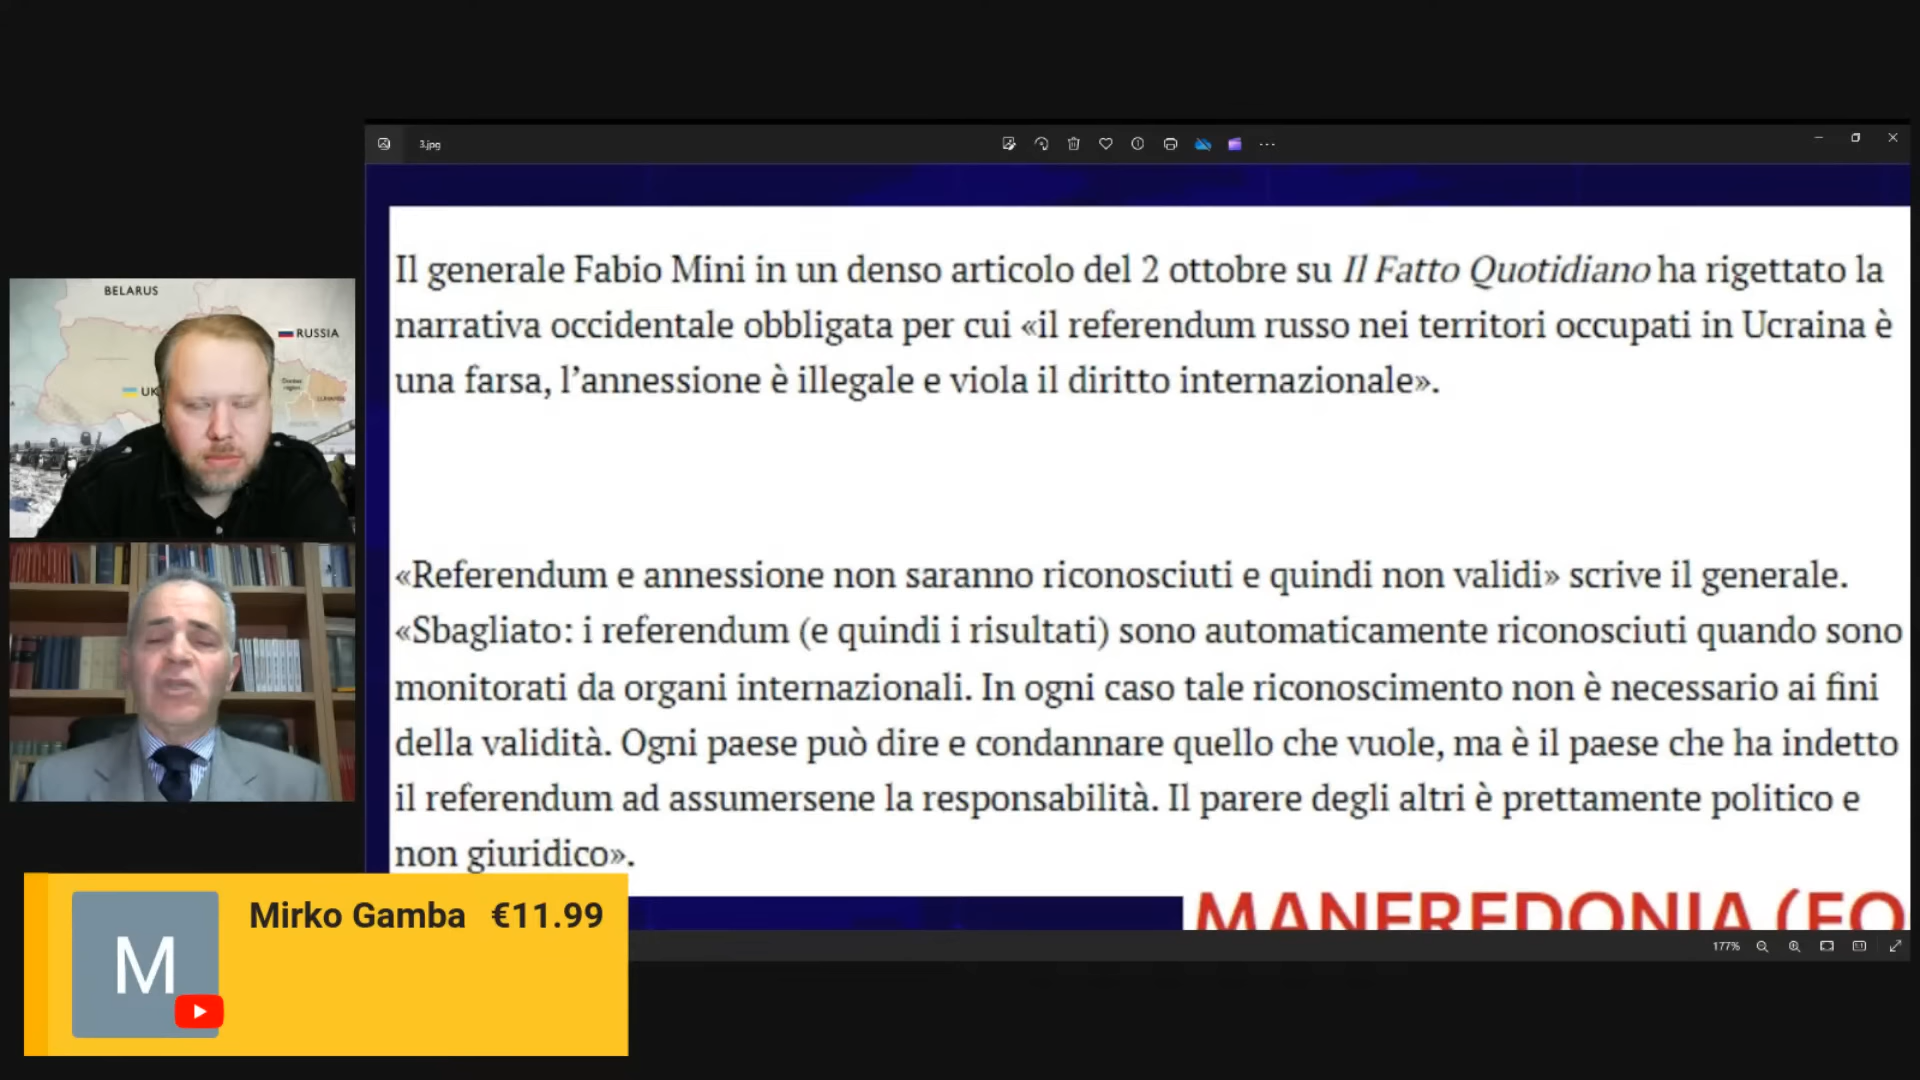 3.jpg
Il generale Fabio Mini in un denso articolo del 2 ottobre su Il Fatto Quotidiano ha rigettato la
narrativa occidentale obbligata per cui «il referendum russo nei territori occupati in Ucraina è
una farsa, l’annessione è illegale e viola il diritto internazionale».
«Referendum e annessione non saranno riconosciuti e quindi non validi» scrive il generale.
«Sbagliato: i referendum (e quindi i risultati) sono automaticamente riconosciuti quando sono
monitorati da organi internazionali. In ogni caso tale riconoscimento non è necessario ai fini
della validità. Ogni paese può dire e condannare quello che vuole, ma è il paese che ha indetto
il referendum ad assumersene la responsabilità. Il parere degli altri è prettamente politico e
non giuridico».
MANFREDONIA (FO
177%
BELARUS
RUSSIA
UK
M
Mirko Gamba €11.99